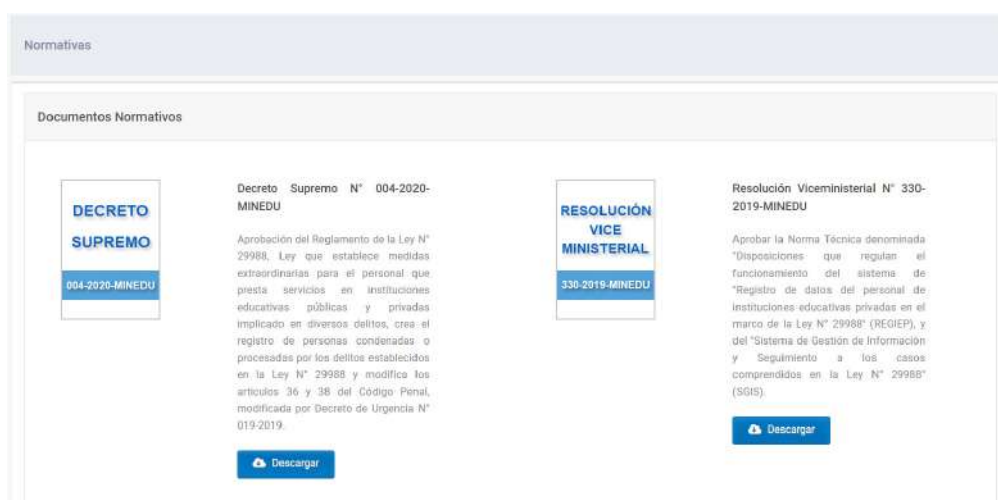 Normativas
Documentos Normativos
DECRETO
SUPREMO
004-2020-MINEDU
Decreto Supremo N° 004-2020-
MINEDU
Aprobación del Reglamento de la Ley N°
29988, Ley que establece medidas
extraordinarias para el personal que
presta servicios en instituciones
educativas públicas y privadas
implicado en diversos delitos, crea el
registro de personas condenadas o
procesadas por los delitos establecidos
en la Ley N° 29988 y modifica los
artículos 36 y 38 del Código Penal,
modificada por Decreto de Urgencia N°
019-2019.
Descargar
RESOLUCIÓN
VICE
MINISTERIAL
330-2019-MINEDU
Resolución Viceministerial N° 330-
2019-MINEDU
Aprobar la Norma Técnica denominada
"Disposiciones que regulan el
funcionamiento del sistema de
"Registro de datos del personal de
instituciones educativas privadas en el
marco de la Ley N° 29988" (REGIEP), y
del "Sistema de Gestión de Información
y Seguimiento a los casos
comprendidos en la Ley N° 29988"
(SGIS).
Descargar